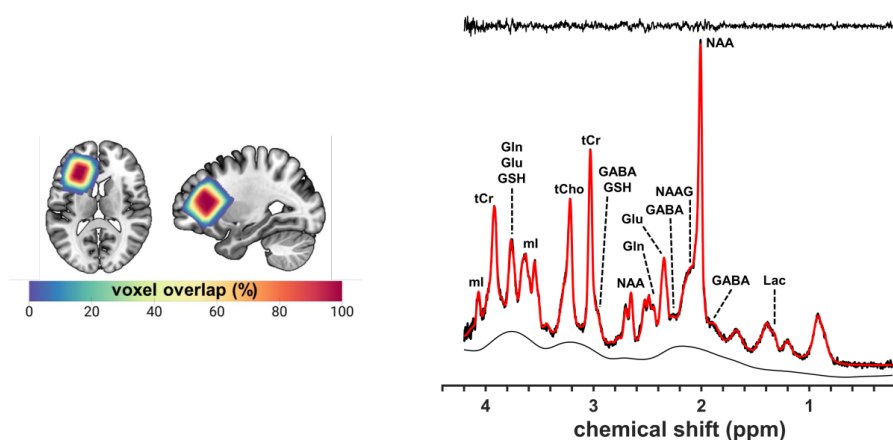 voxel overlap (%)
0 20 40 60 80 100
NAA
tCr
Gln
Glu
GSH
tCho
tCr
GABA
GSH
NAAG
GABA
Glu
Gln
mI
mI
NAA
GABA
Lac
4 3 2 1
chemical shift (ppm)